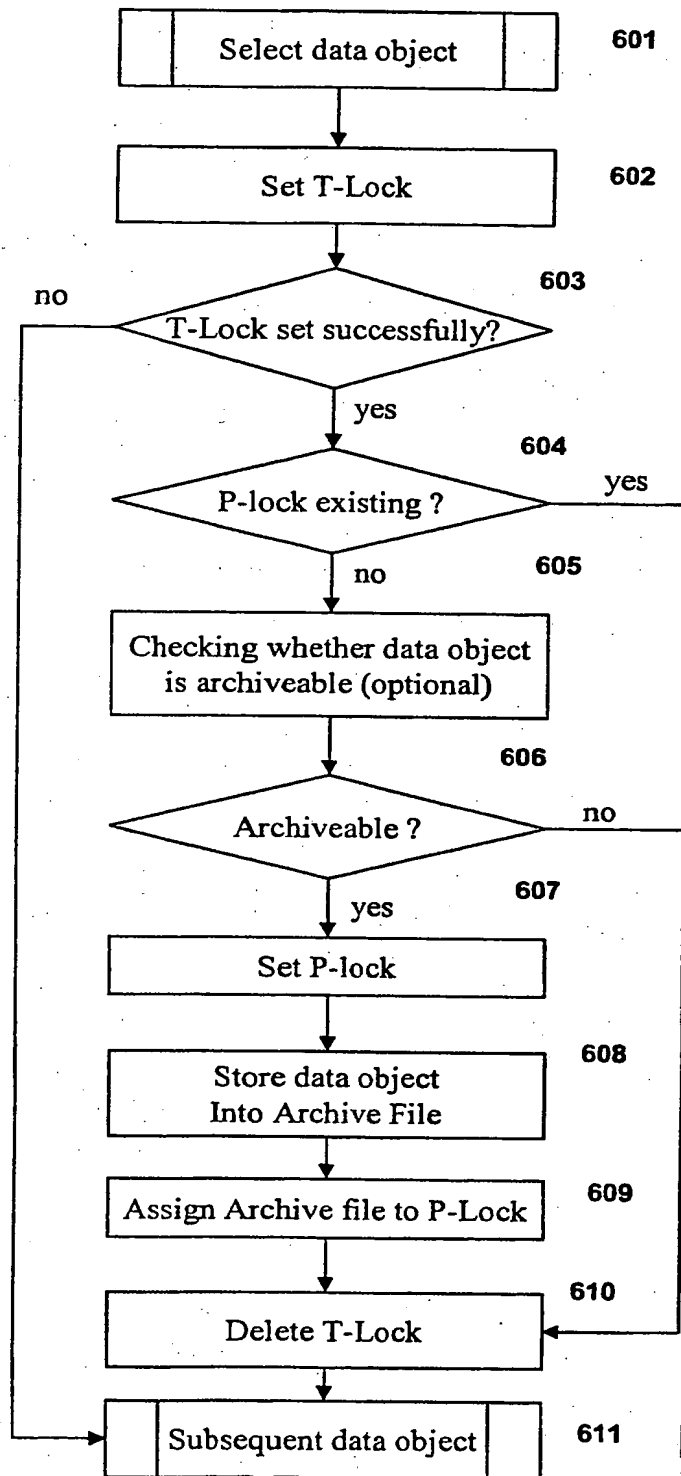 Select data object
601
Set T-Lock
602
603
no
T-Lock set successfully?
yes
604
P-lock existing ?
yes
605
no
Checking whether data object
is archiveable (optional)
606
Archiveable ?
no
607
yes
Set P-lock
608
Store data object
Into Archive File
Assign Archive file to P-Lock
609
610
Delete T-Lock
Subsequent data object
611